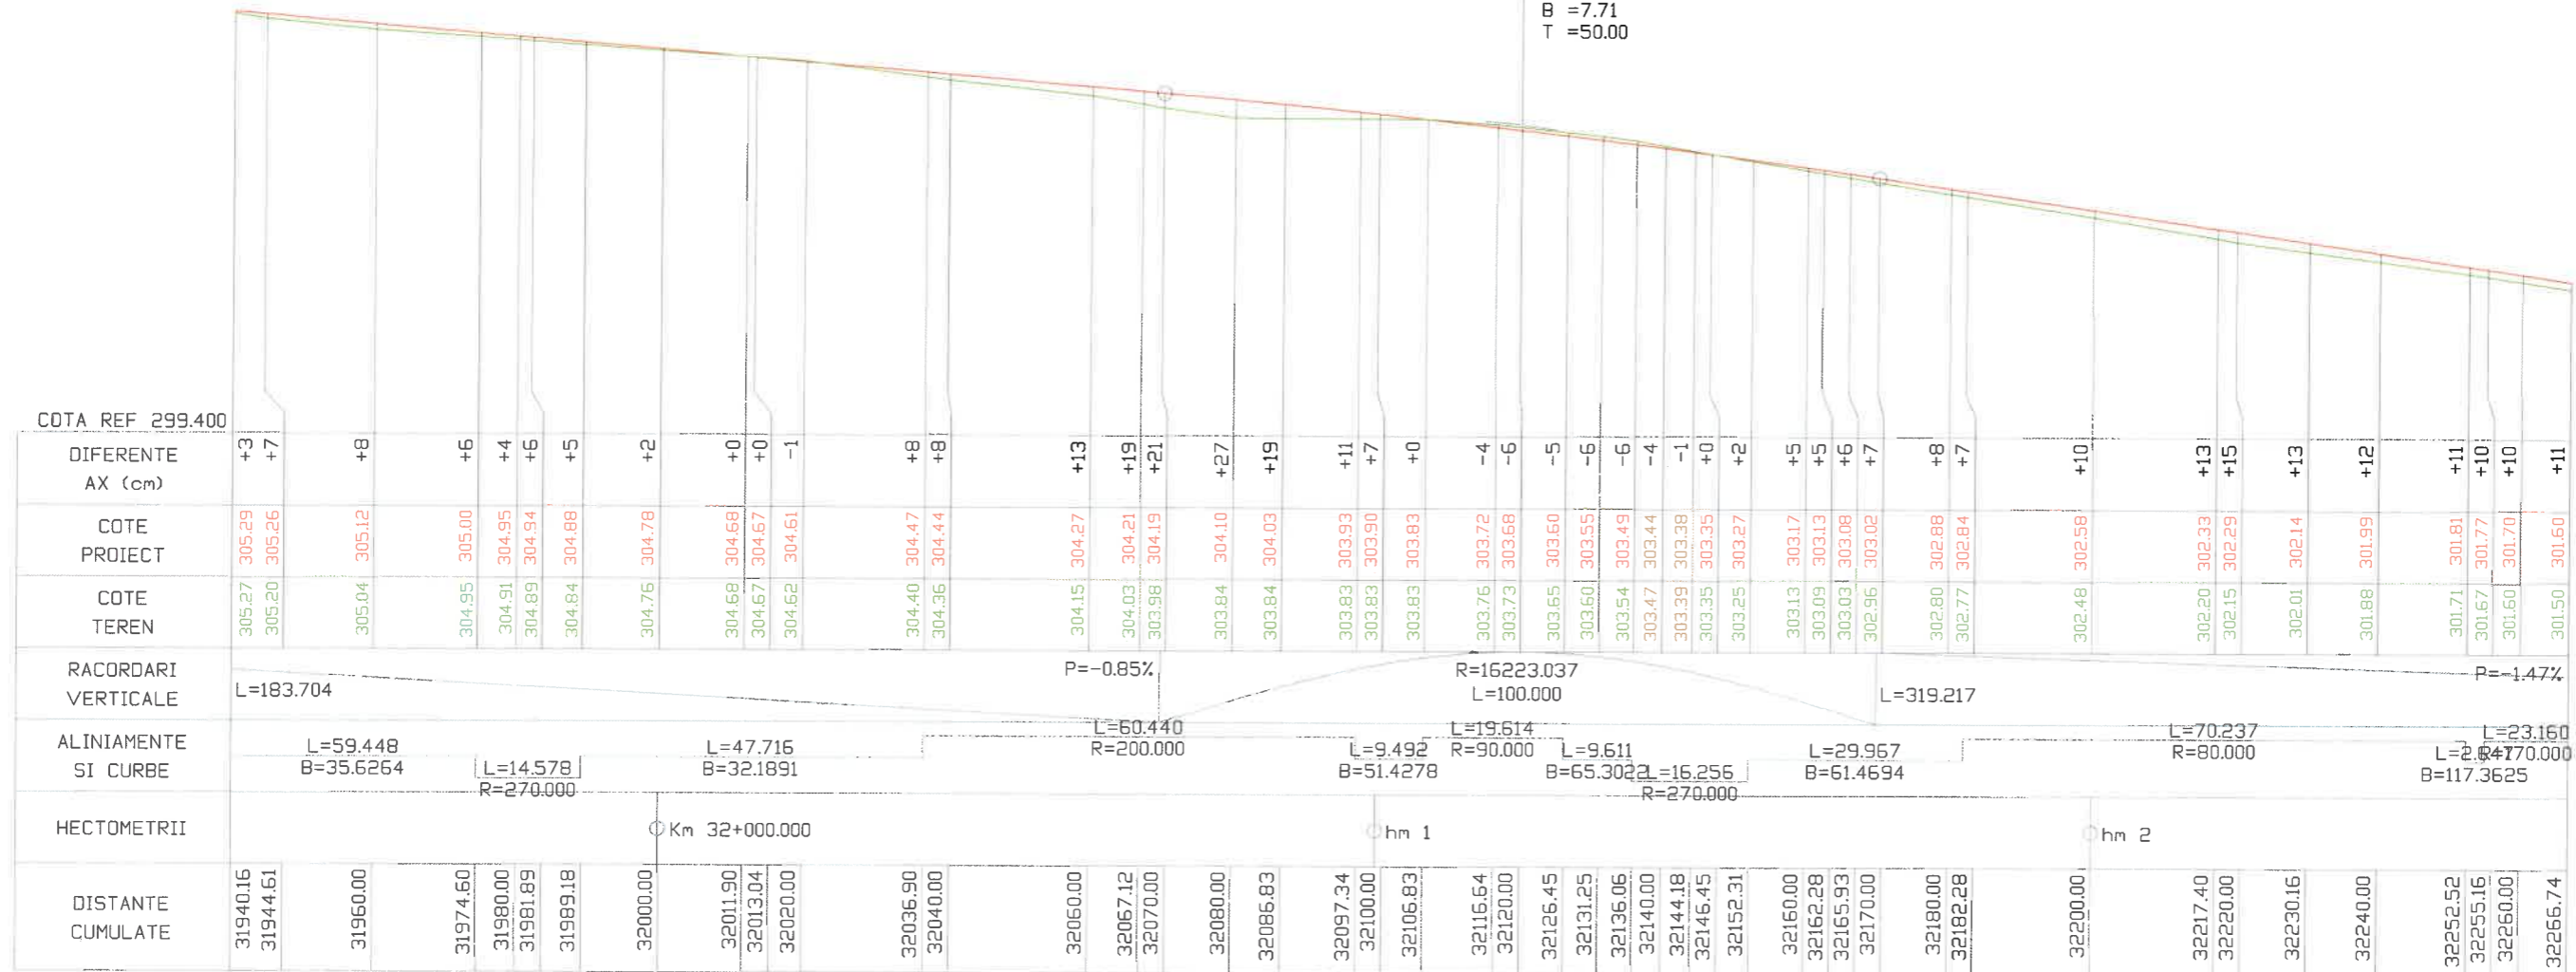 B =7.71
T =50.00
COTA REF 299.400
DIFERENTE
AX (cm)
+3 +7 +8 +6 +4 +6 +5 +2 +0 +0 -1 +8 +8 +13 +19 +21 +27 +19 +11 +7 +0 -4 -6 -5 -6 -6 -4 -1 +0 +2 +5 +5 +6 +7 +8 +7 +10 +13 +15 +13 +12 +11 +10 +10 +11
COTE
PROIECT
305.29 305.26 305.12 305.00 304.95 304.94 304.88 304.78 304.68 304.67 304.61 304.47 304.44 304.27 304.21 304.19 304.10 304.03 303.93 303.90 303.83 303.72 303.68 303.60 303.55 303.49 303.44 303.38 303.35 303.27 303.17 303.13 303.08 303.02 302.88 302.84 302.58 302.33 302.29 302.14 301.99 301.81 301.77 301.70 301.60
COTE
TEREN
305.27 305.20 305.04 304.95 304.91 304.89 304.84 304.76 304.68 304.67 304.62 304.40 304.36 304.15 304.03 303.98 303.84 303.84 303.83 303.83 303.83 303.76 303.73 303.65 303.60 303.54 303.47 303.39 303.35 303.25 303.13 303.09 303.03 302.96 302.80 302.77 302.48 302.20 302.15 302.01 301.88 301.71 301.67 301.60 301.50
RACORDARI
VERTICALE
L=183.704
P=-0.85%
R=16223.037
L=100.000
L=319.217
P=-1.47%
ALINIAMENTE
SI CURBE
L=59.448
B=35.6264
L=14.578
R=270.000
L=47.716
B=32.1891
L=60.440
R=200.000
L=9.492
B=51.4278
L=19.614
R=90.000
L=9.611
B=65.3022
L=16.256
R=270.000
L=29.967
B=61.4694
L=70.237
R=80.000
B=117.3625
L=23.160
HECTOMETRII
Km 32+000.000
hm 1
hm 2
DISTANTE
CUMULATE
31940.16 31944.61 31960.00 31974.60 31980.00 31981.89 31989.18 32000.00 32011.90 32013.04 32020.00 32036.90 32040.00 32060.00 32067.12 32070.00 32080.00 32086.83 32097.34 32100.00 32106.83 32116.64 32120.00 32126.45 32131.25 32136.06 32140.00 32144.18 32146.45 32152.31 32160.00 32162.28 32165.93 32170.00 32180.00 32182.28 32200.00 32217.40 32220.00 32230.16 32240.00 32252.52 32255.16 32260.00 32266.74